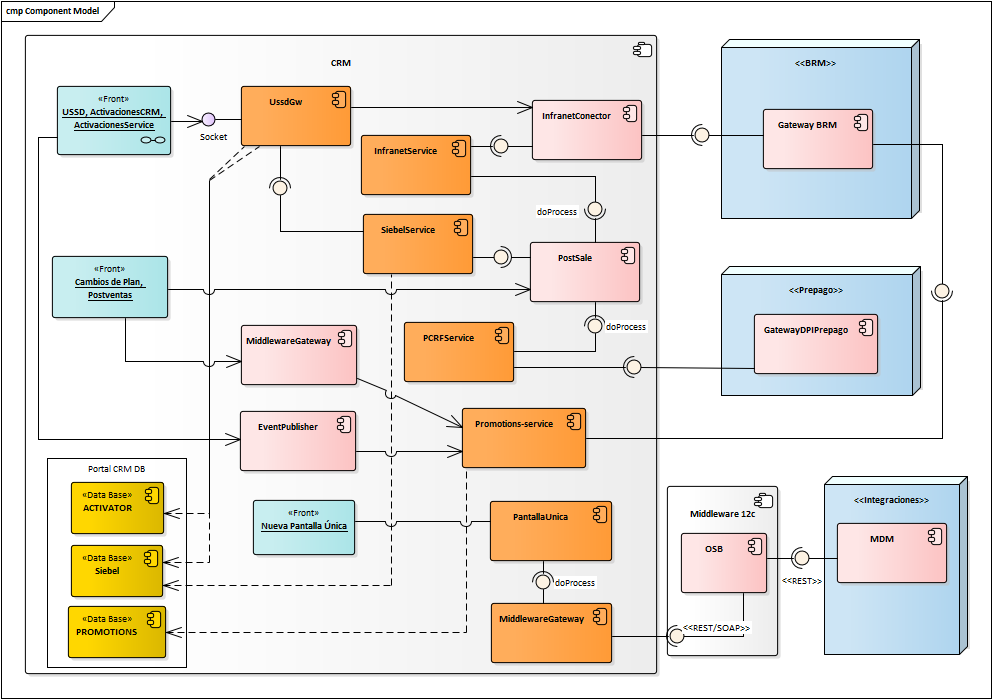 cmp Component Model
CRM
«Front»
USSD, ActivacionesCRM,
ActivacionesService
Socket
UssdGw
InfranetConector
InfranetService
<<BRM>>
Gateway BRM
doProcess
SiebelService
PostSale
«Front»
Cambios de Plan,
Postventas
<<Prepago>>
GatewayDPIPrepago
doProcess
MiddlewareGateway
PCRFService
EventPublisher
Promotions-service
Portal CRM DB
«Data Base»
ACTIVATOR
«Data Base»
Siebel
«Data Base»
PROMOTIONS
«Front»
Nueva Pantalla Única
PantallaUnica
doProcess
MiddlewareGateway
Middleware 12c
OSB
<<REST/SOAP>>
<<REST>>
<<Integraciones>>
MDM